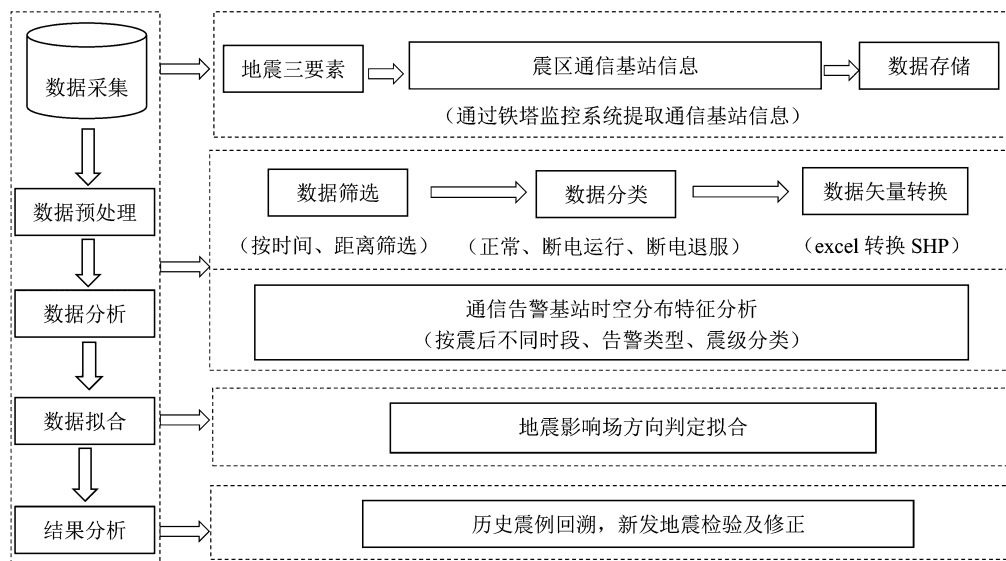 数据采集
地震三要素
震区通信基站信息
数据存储
(通过铁塔监控系统提取通信基站信息)
数据预处理
数据筛选
数据分类
数据矢量转换
(按时间、距离筛选)
(正常、断电运行、断电退服)
(excel 转换 SHP)
数据分析
通信告警基站时空分布特征分析
(按震后不同时段、告警类型、震级分类)
数据拟合
地震影响场方向判定拟合
结果分析
历史震例回溯，新发地震检验及修正